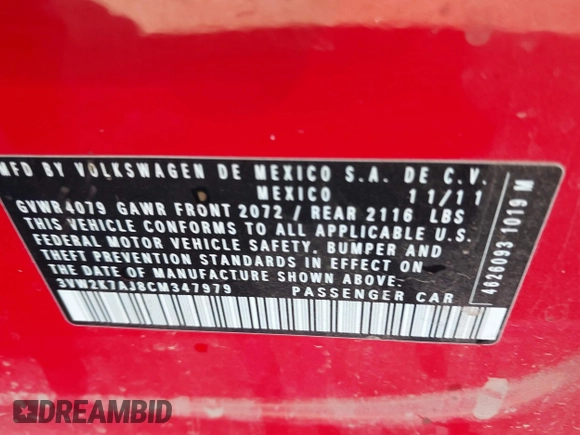 MFD BY VOLKSWAGEN DE MEXICO S.A. DE C.V.
MEXICO 11/11
GVWR 4079 GAWR FRONT 2072 / REAR 2116 LBS
THIS VEHICLE CONFORMS TO ALL APPLICABLE U.S.
FEDERAL MOTOR VEHICLE SAFETY, BUMPER AND
THEFT PREVENTION STANDARDS IN EFFECT ON
THE DATE OF MANUFACTURE SHOWN ABOVE.
3VW2K7AJ8CM347979 PASSENGER CAR
4626093 1019 M
DREAMBID